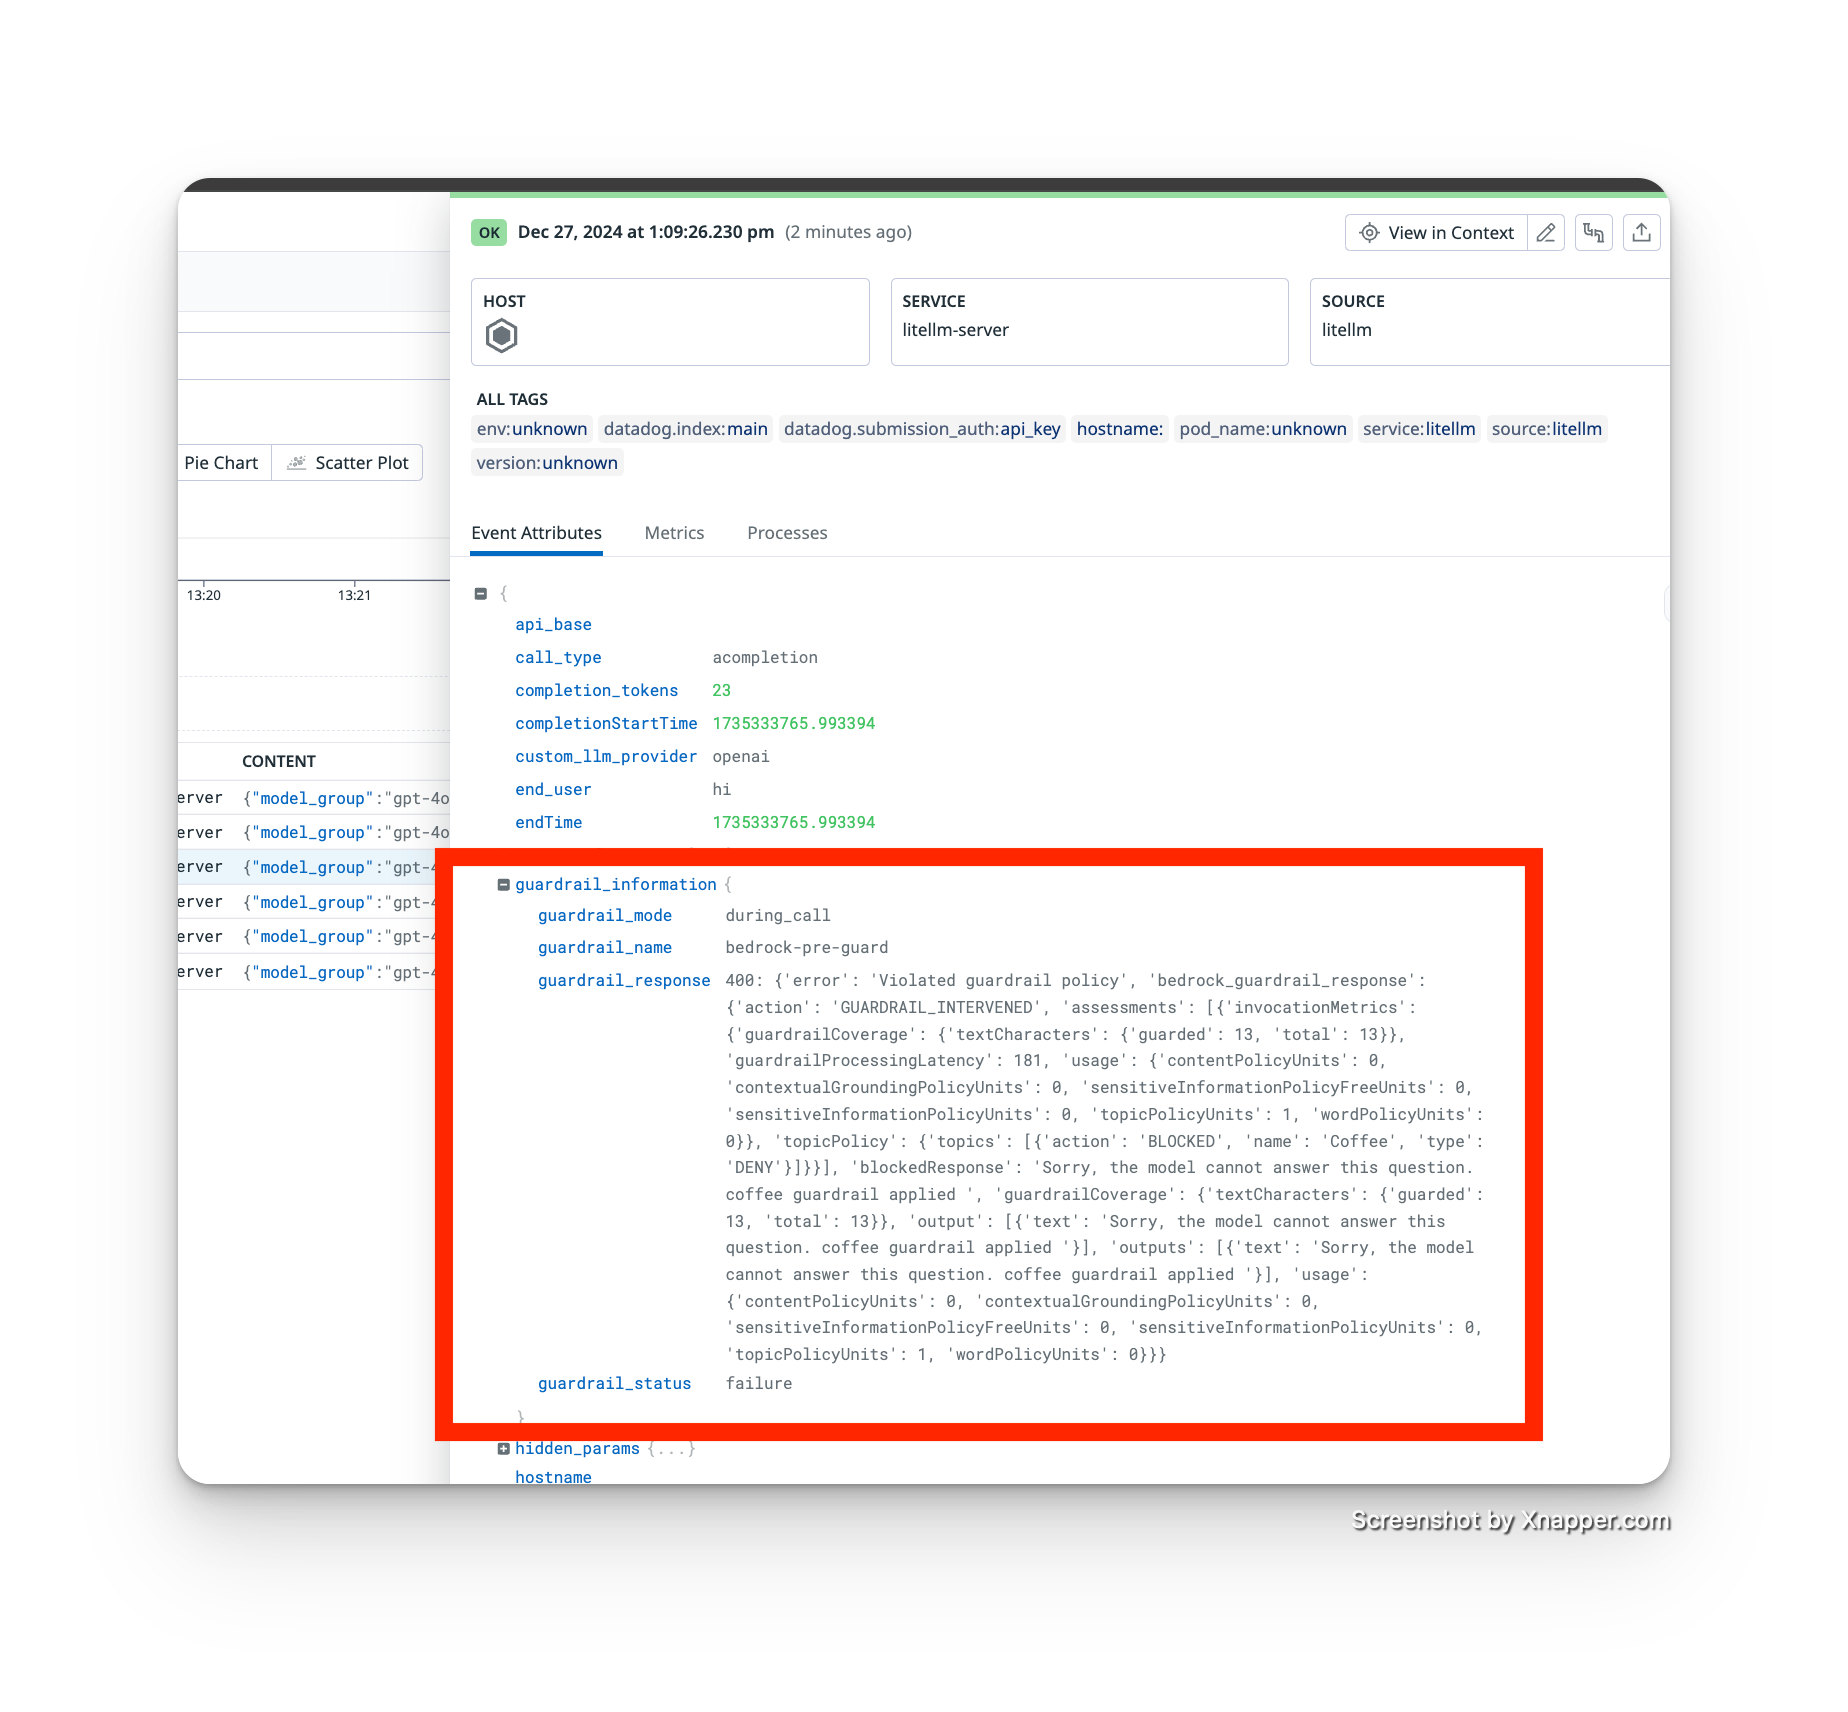 OK Dec 27, 2024 at 1:09:26.230 pm (2 minutes ago)
View in Context
HOST
SERVICE
litellm-server
SOURCE
litellm
ALL TAGS
env:unknown datadog.index:main datadog.submission_auth:api_key hostname: pod_name:unknown service:litellm source:litellm
version:unknown
Pie Chart Scatter Plot
Event Attributes Metrics Processes
13:20 13:21
{
api_base
call_type acompletion
completion_tokens 23
completionStartTime 1735333765.993394
custom_llm_provider openai
end_user hi
endTime 1735333765.993394
CONTENT
erver {"model_group":"gpt-4o
erver {"model_group":"gpt-4o
erver {"model_group":"gpt-4
erver {"model_group":"gpt-4
erver {"model_group":"gpt-4
erver {"model_group":"gpt-4
guardrail_information {
guardrail_mode during_call
guardrail_name bedrock-pre-guard
guardrail_response 400: {'error': 'Violated guardrail policy', 'bedrock_guardrail_response':
{'action': 'GUARDRAIL_INTERVENED', 'assessments': [{'invocationMetrics':
{'guardrailCoverage': {'textCharacters': {'guarded': 13, 'total': 13}},
'guardrailProcessingLatency': 181, 'usage': {'contentPolicyUnits': 0,
'contextualGroundingPolicyUnits': 0, 'sensitiveInformationPolicyFreeUnits': 0,
'sensitiveInformationPolicyUnits': 0, 'topicPolicyUnits': 1, 'wordPolicyUnits':
0}}, 'topicPolicy': {'topics': [{'action': 'BLOCKED', 'name': 'Coffee', 'type':
'DENY'}]}}], 'blockedResponse': 'Sorry, the model cannot answer this question.
coffee guardrail applied ', 'guardrailCoverage': {'textCharacters': {'guarded':
13, 'total': 13}}, 'output': [{'text': 'Sorry, the model cannot answer this
question. coffee guardrail applied '}], 'outputs': [{'text': 'Sorry, the model
cannot answer this question. coffee guardrail applied '}], 'usage':
{'contentPolicyUnits': 0, 'contextualGroundingPolicyUnits': 0,
'sensitiveInformationPolicyFreeUnits': 0, 'sensitiveInformationPolicyUnits': 0,
'topicPolicyUnits': 1, 'wordPolicyUnits': 0}}}
guardrail_status failure
}
hidden_params {...}
hostname
Screenshot by Xnapper.com